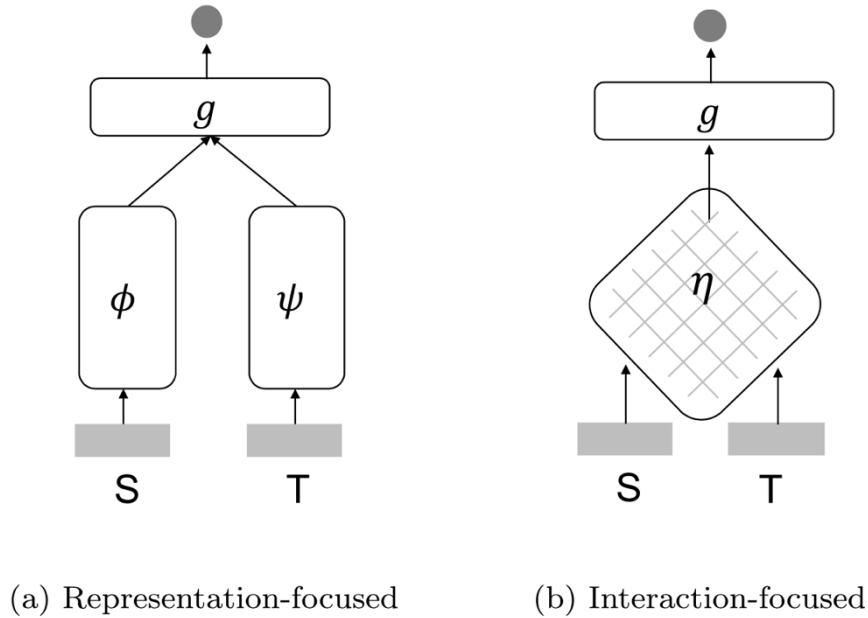 g
ϕ
ψ
S
T
(a) Representation-focused
g
η
S
T
(b) Interaction-focused